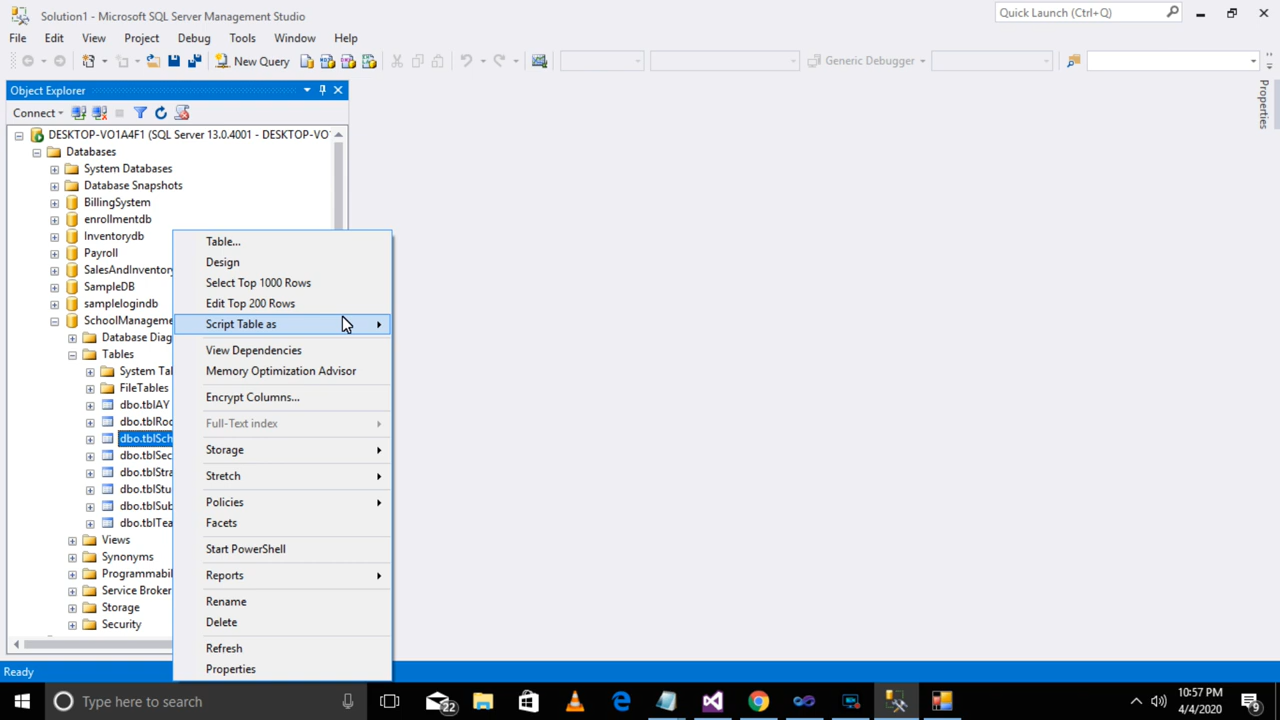 Solution1 - Microsoft SQL Server Management Studio
Quick Launch (Ctrl+Q)
File Edit View Project Debug Tools Window Help
New Query
Generic Debugger
Object Explorer
Properties
Connect
DESKTOP-VO1A4F1 (SQL Server 13.0.4001 - DESKTOP-VO
Databases
System Databases
Database Snapshots
BillingSystem
enrollmentdb
Inventorydb
Payroll
SalesAndInventory
SampleDB
samplelogindb
SchoolManageme
Database Diag
Tables
System Tal
FileTables
dbo.tblAY
dbo.tblRoo
dbo.tblSch
dbo.tblSec
dbo.tblStra
dbo.tblStu
dbo.tblSub
dbo.tblTea
Views
Synonyms
Programmabil
Service Broker
Storage
Security
Table...
Design
Select Top 1000 Rows
Edit Top 200 Rows
Script Table as
View Dependencies
Memory Optimization Advisor
Encrypt Columns...
Full-Text index
Storage
Stretch
Policies
Facets
Start PowerShell
Reports
Rename
Delete
Refresh
Properties
Ready
Type here to search
22
10:57 PM
4/4/2020
9